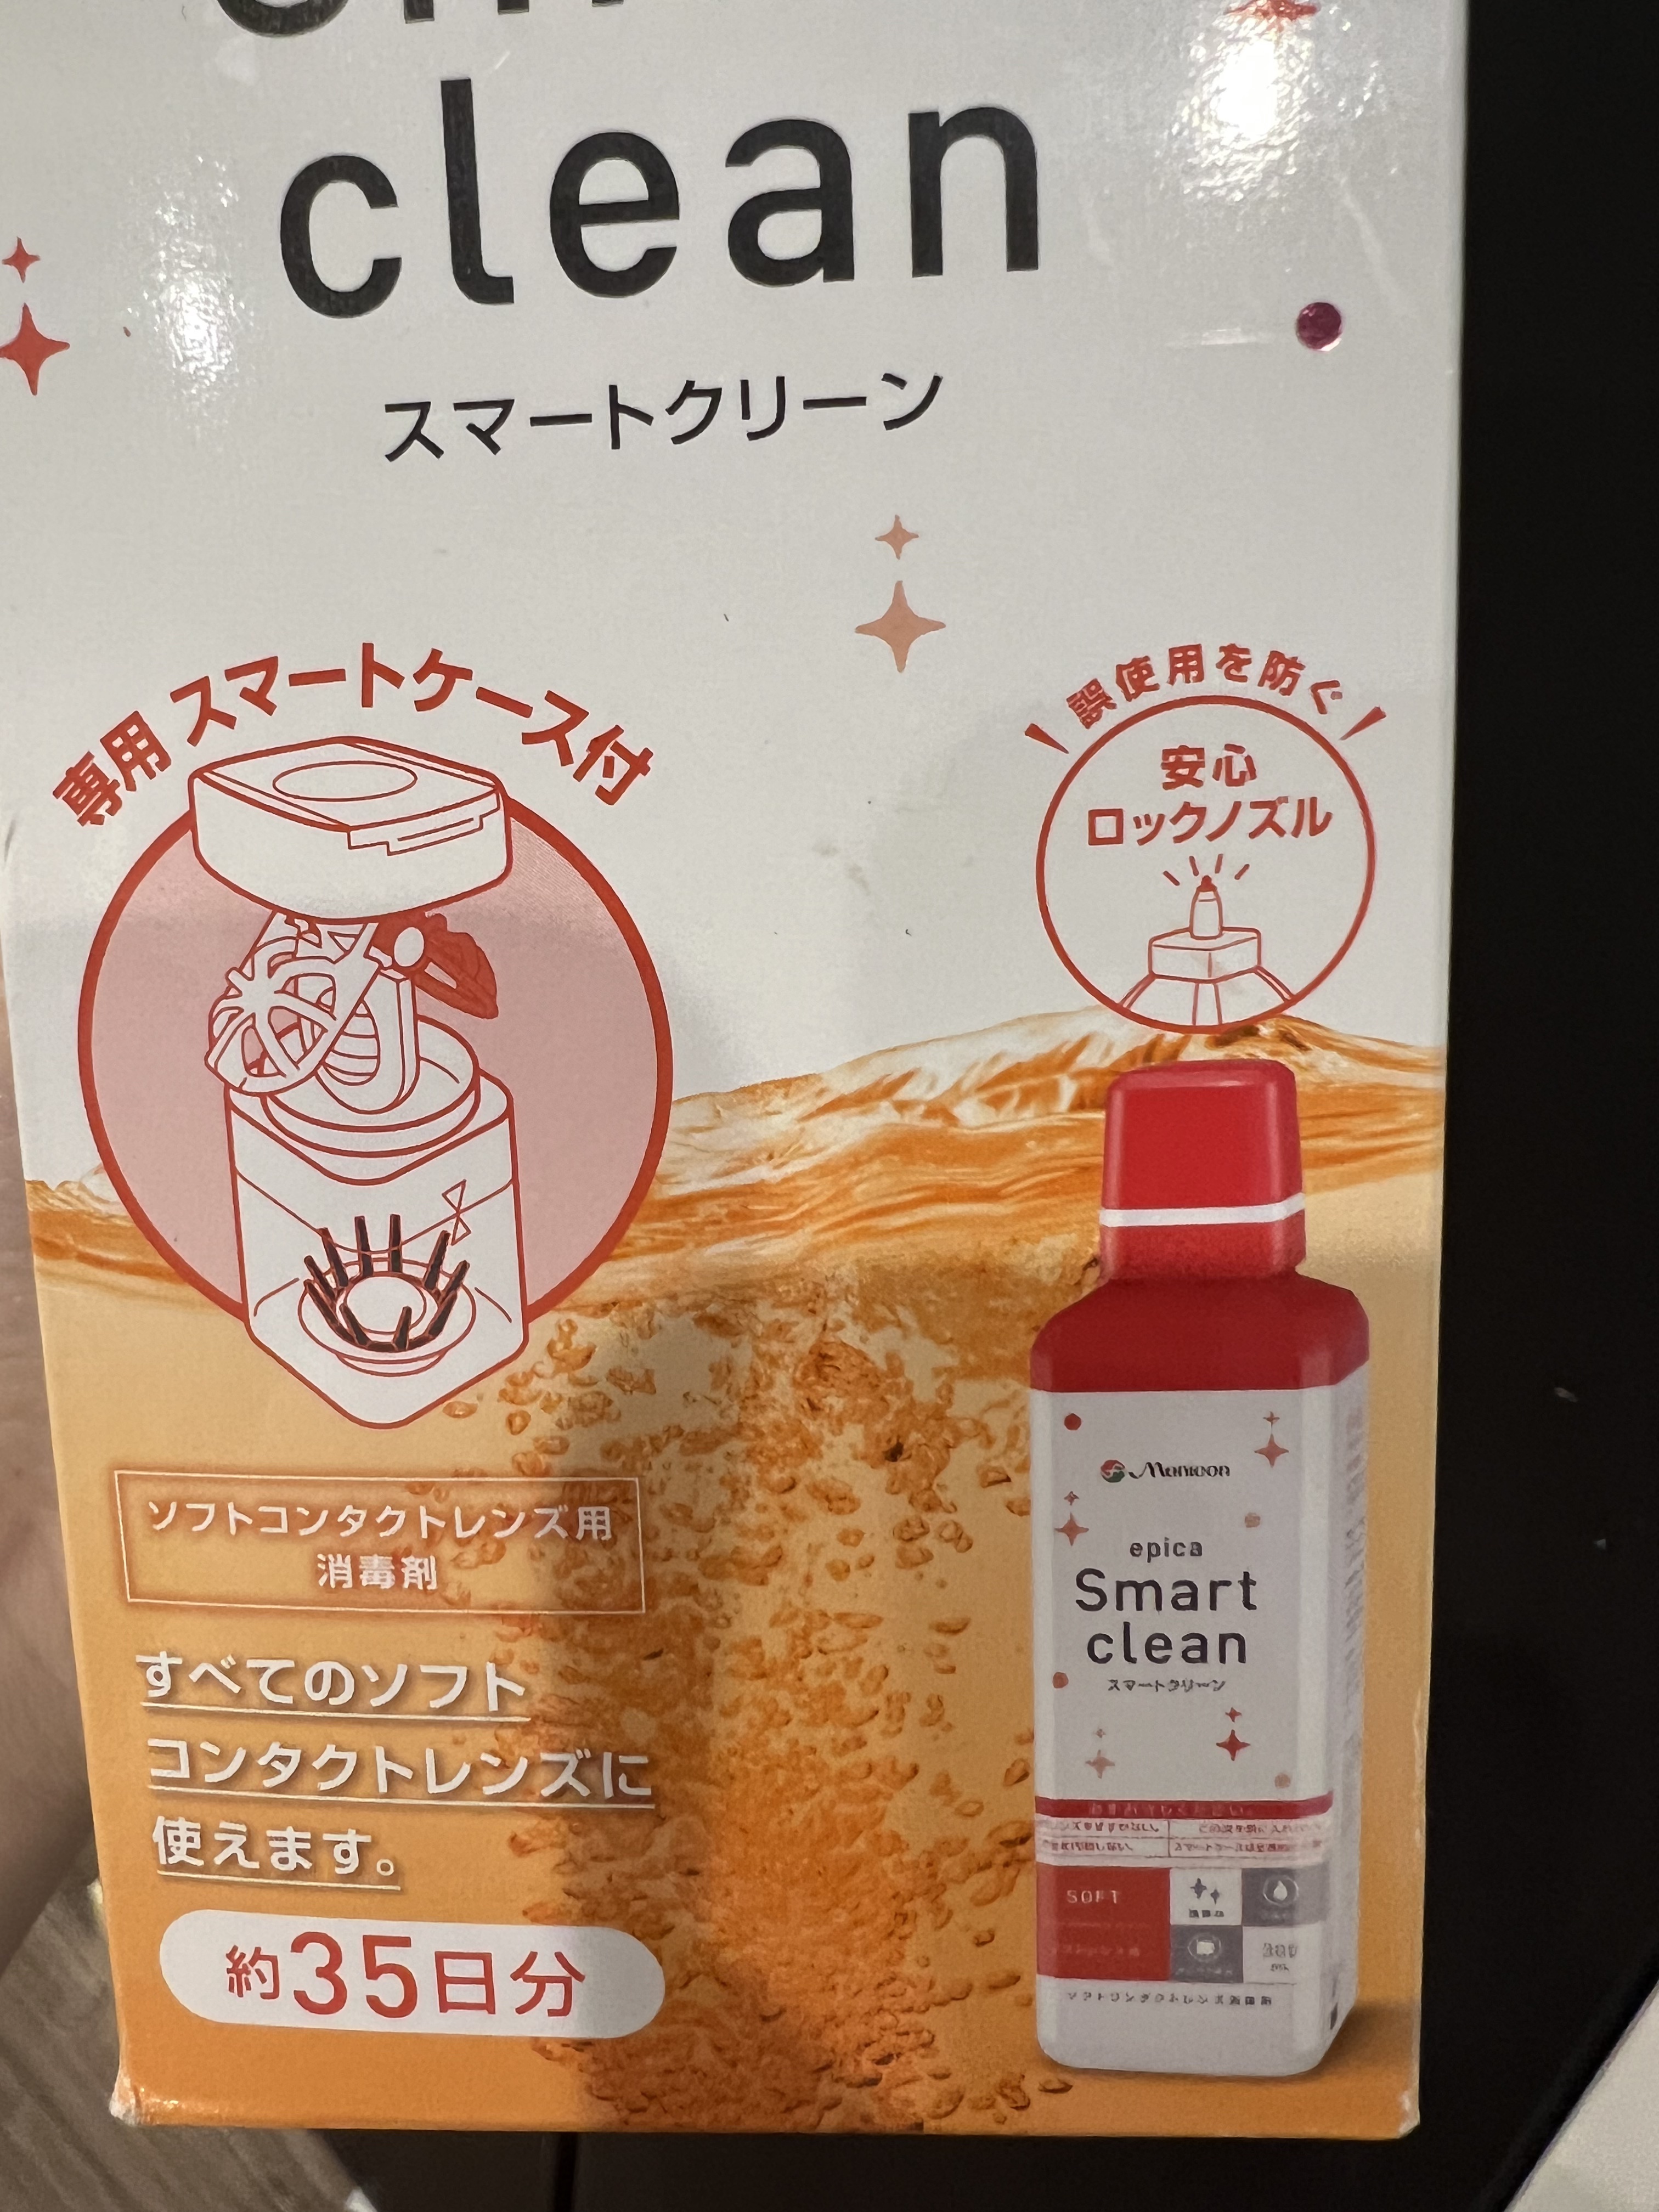 clean
スマートクリーン
専用 スマートケース付
誤使用を防ぐ
安心
ロックノズル
ソフトコンタクトレンズ用
消毒剤
すべてのソフト
コンタクトレンズに
使えます。
約35日分
Menicon
epica
Smart
clean
スマートクリーン
SOFT